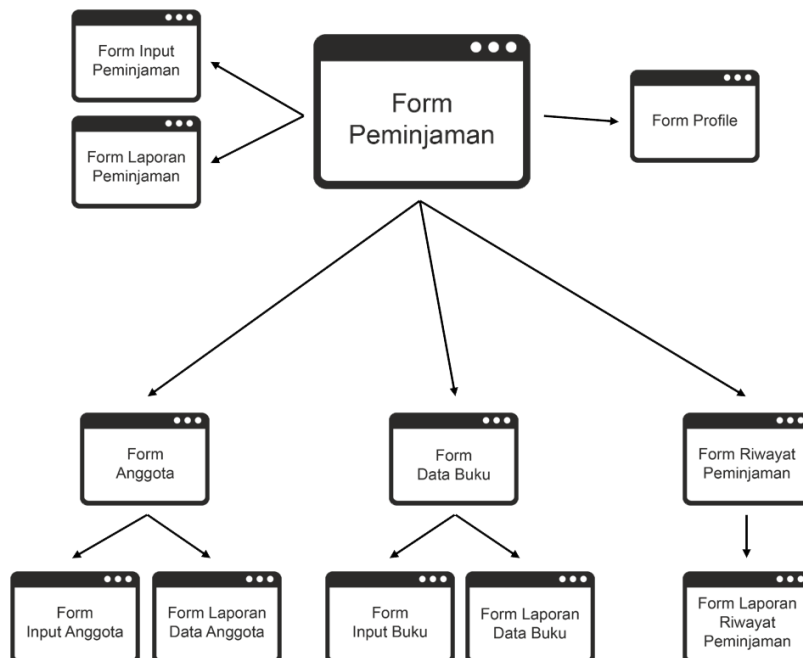 Form Input
Peminjaman
Form
Peminjaman
Form Profile
Form Laporan
Peminjaman
Form
Anggota
Form
Data Buku
Form Riwayat
Peminjaman
Form
Input Anggota
Form Laporan
Data Anggota
Form
Input Buku
Form Laporan
Data Buku
Form Laporan
Riwayat
Peminjaman